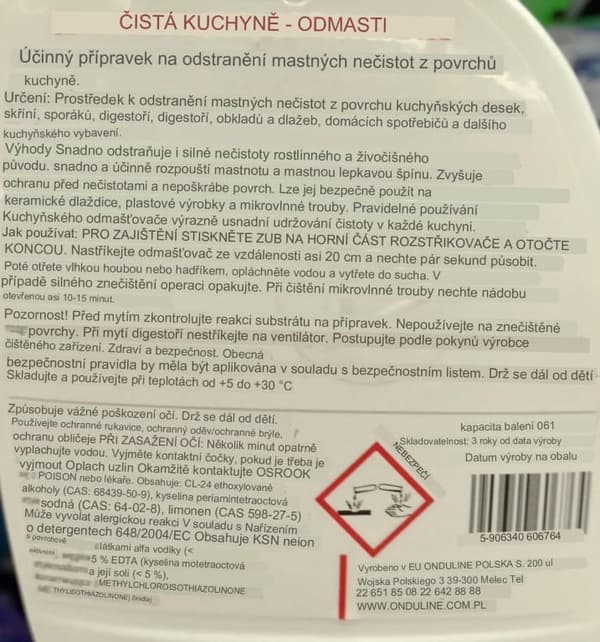 ČISTÁ KUCHYNĚ - ODMASTI
Účinný přípravek na odstranění mastných nečistot z povrchů
kuchyně.
Určení: Prostředek k odstranění mastných nečistot z povrchu kuchyňských desek,
skříní, sporáků, digestoří, digestoří, obkladů a dlažeb, domácích spotřebičů a dalšího
kuchyňského vybavení.
Výhody Snadno odstraňuje i silné nečistoty rostlinného a živočišného
původu. snadno a účinně rozpouští mastnotu a mastnou lepkavou špínu. Zvyšuje
ochranu před nečistotami a nepoškrábe povrch. Lze jej bezpečně použít na
keramické dlaždice, plastové výrobky a mikrovlnné trouby. Pravidelné používání
Kuchyňského odmašťovače výrazně usnadní udržování čistoty v každé kuchyni.
Jak používat: PRO ZAJIŠTĚNÍ STISKNĚTE ZUB NA HORNÍ ČÁST ROZSTŘIKOVAČE A OTOČTE
KONCOU. Nastříkejte odmašťovač ze vzdálenosti asi 20 cm a nechte pár sekund působit.
Poté otřete vlhkou houbou nebo hadříkem, opláchněte vodou a vytřete do sucha. V
případě silného znečištění operaci opakujte. Při čištění mikrovlnné trouby nechte nádobu
otevřenou asi 10-15 minut.
Pozornost! Před mytím zkontrolujte reakci substrátu na přípravek. Nepoužívejte na znečištěné
povrchy. Při mytí digestoří nestříkejte na ventilátor. Postupujte podle pokynů výrobce
čištěného zařízení. Zdraví a bezpečnost. Obecná
bezpečnostní pravidla by měla být aplikována v souladu s bezpečnostním listem. Drž se dál od dětí
Skladujte a používejte při teplotách od +5 do +30 °C
Způsobuje vážné poškození očí. Drž se dál od dětí.
Používejte ochranné rukavice, ochranný oděv/ochranné brýle,
ochranu obličeje PŘI ZASAŽENÍ OČÍ: Několik minut opatrně
vyplachujte vodou. Vyjměte kontaktní čočky, pokud je třeba je
vyjmout Oplach uzlin Okamžitě kontaktujte OSROOK
POISON nebo lékaře. Obsahuje: CL-24 elhoxylované
alkoholy (CAS: 68439-50-9), kyselina periamintetraoctová
sodná (CAS: 64-02-8), limonen (CAS 598-27-5)
Může vyvolat alergickou reakci V souladu s Nařízením
o detergentech 648/2004/EC Obsahuje KSN neion
s povrchově
látkami alfa vodíky (<
5 % EDTA (kyselina motetraoctová
a její soli (< 5%),
(METHYLCHLOROISOTHIAZOLINONE
THYLISOTHIAZOLINONE)
NEBEZPEČÍ
kapacita balení 061
Skladovatelnost: 3 roky od data výroby
Datum výroby na obalu
5-906340 606764
Vyrobeno v EU ONDULINE POLSKA S. 200 ul
Wojska Polskiego 3 39-300 Melec Tel
22 651 85 08 22 642 88 88
WWW.ONDULINE.COM.PL